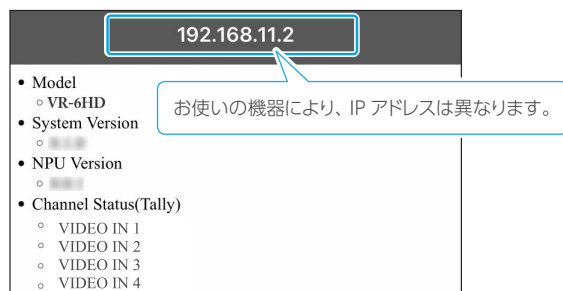 192.168.11.2
お使いの機器により、IP アドレスは異なります。
• Model
○ VR-6HD
• System Version
○
• NPU Version
○
• Channel Status(Tally)
○ VIDEO IN 1
○ VIDEO IN 2
○ VIDEO IN 3
○ VIDEO IN 4